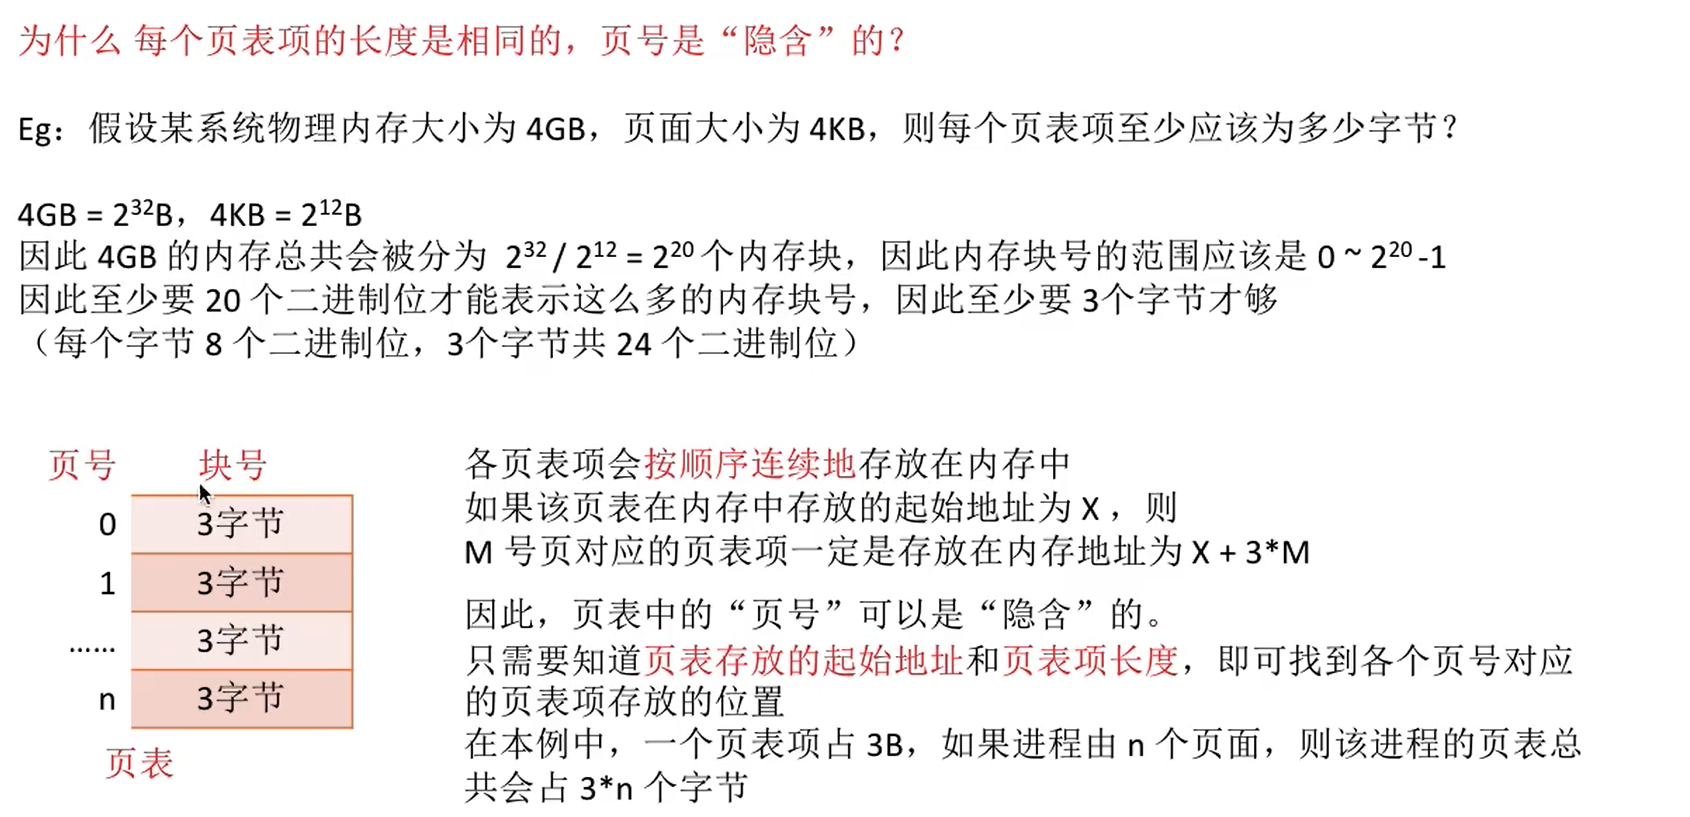 为什么 每个页表项的长度是相同的，页号是“隐含”的？
Eg：假设某系统物理内存大小为 4GB，页面大小为 4KB，则每个页表项至少应该为多少字节？
4GB = 2³²B，4KB = 2¹²B
因此 4GB 的内存总共会被分为 2³² / 2¹² = 2²⁰ 个内存块，因此内存块号的范围应该是 0 ~ 2²⁰ -1
因此至少要 20 个二进制位才能表示这么多的内存块号，因此至少要 3个字节才够
（每个字节 8 个二进制位，3个字节共 24 个二进制位）
页号 块号
0 3字节
1 3字节
…… 3字节
n 3字节
页表
各页表项会按顺序连续地存放在内存中
如果该页表在内存中存放的起始地址为 X ，则
M 号页对应的页表项一定是存放在内存地址为 X + 3*M
因此，页表中的“页号”可以是“隐含”的。
只需要知道页表存放的起始地址和页表项长度，即可找到各个页号对应
的页表项存放的位置
在本例中，一个页表项占 3B，如果进程由 n 个页面，则该进程的页表总
共会占 3*n 个字节